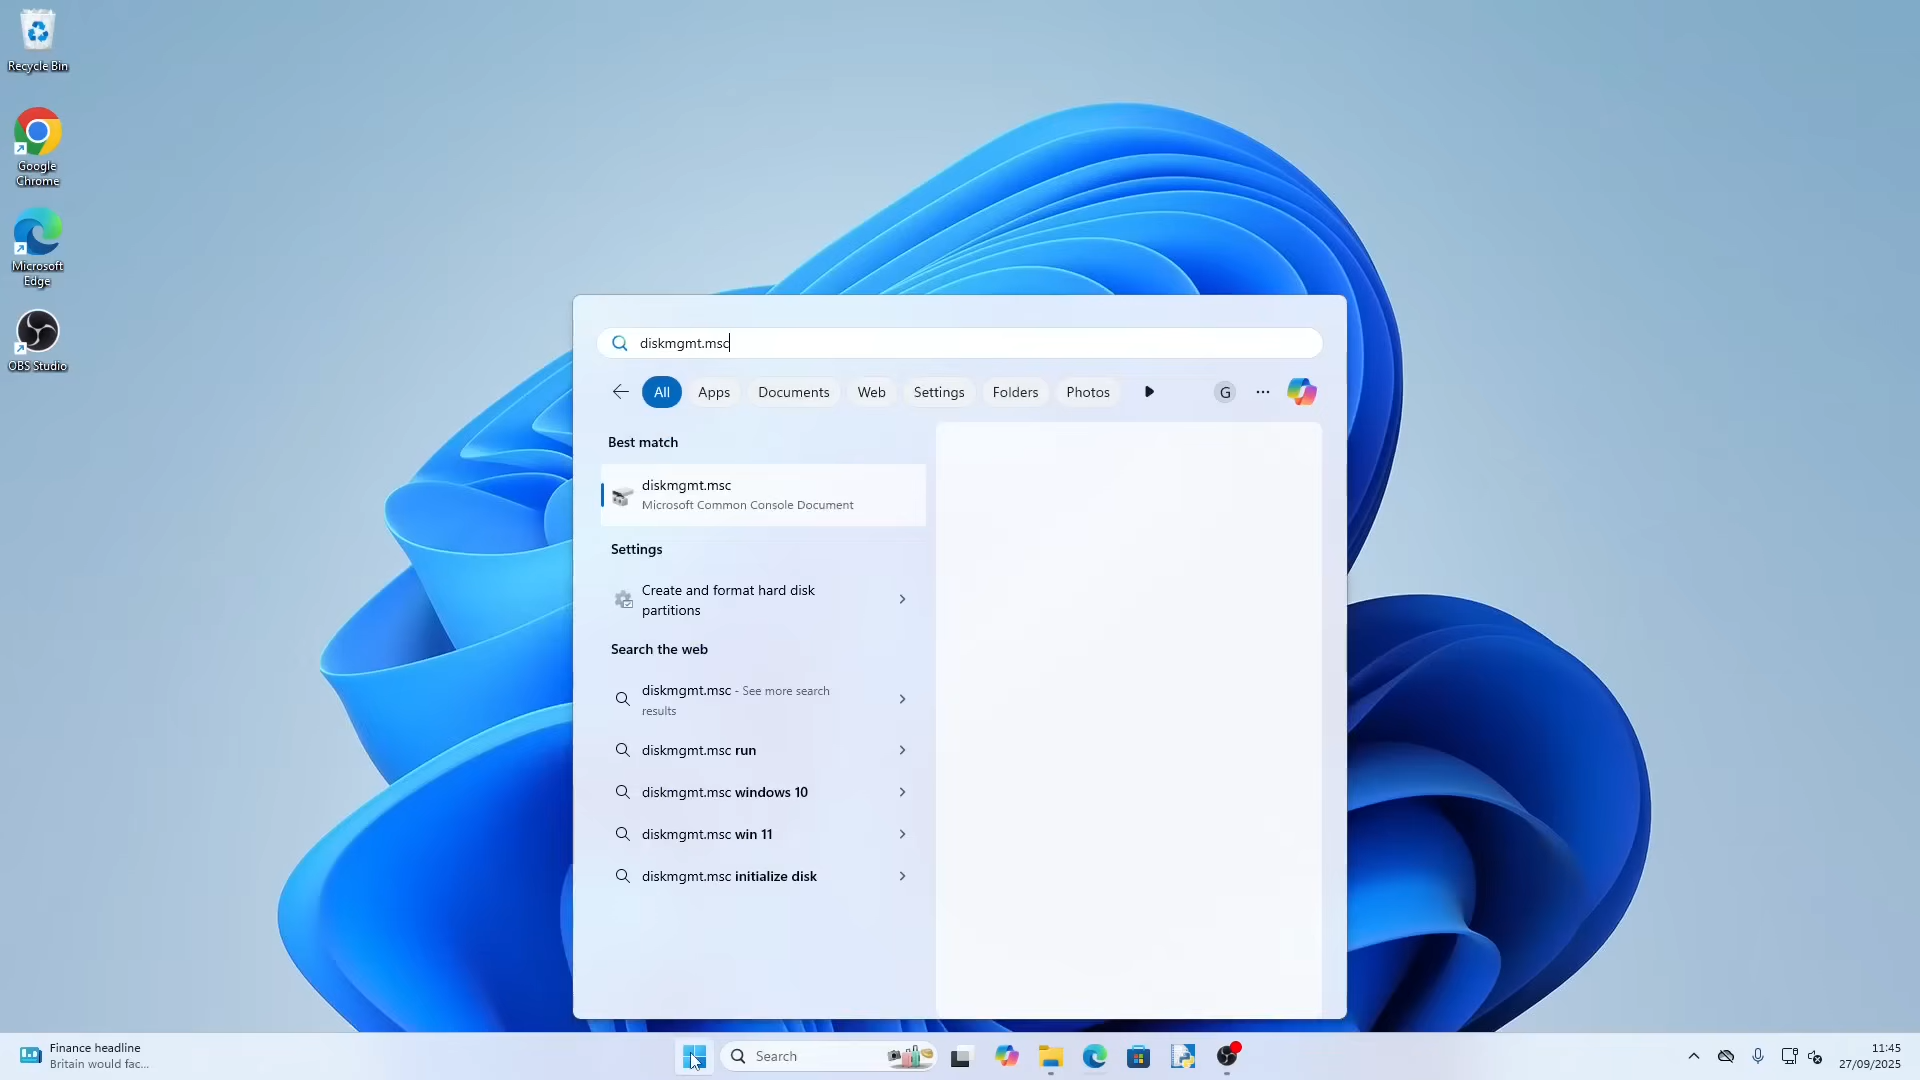 Recycle Bin
Google
Chrome
Microsoft
Edge
OBS Studio
diskmgmt.msc
All
Apps
Documents
Web
Settings
Folders
Photos
G
Best match
diskmgmt.msc
Microsoft Common Console Document
Settings
Create and format hard disk
partitions
Search the web
diskmgmt.msc - See more search
results
diskmgmt.msc run
diskmgmt.msc windows 10
diskmgmt.msc win 11
diskmgmt.msc initialize disk
Finance headline
Britain would fac...
Search
11:45
27/09/2025